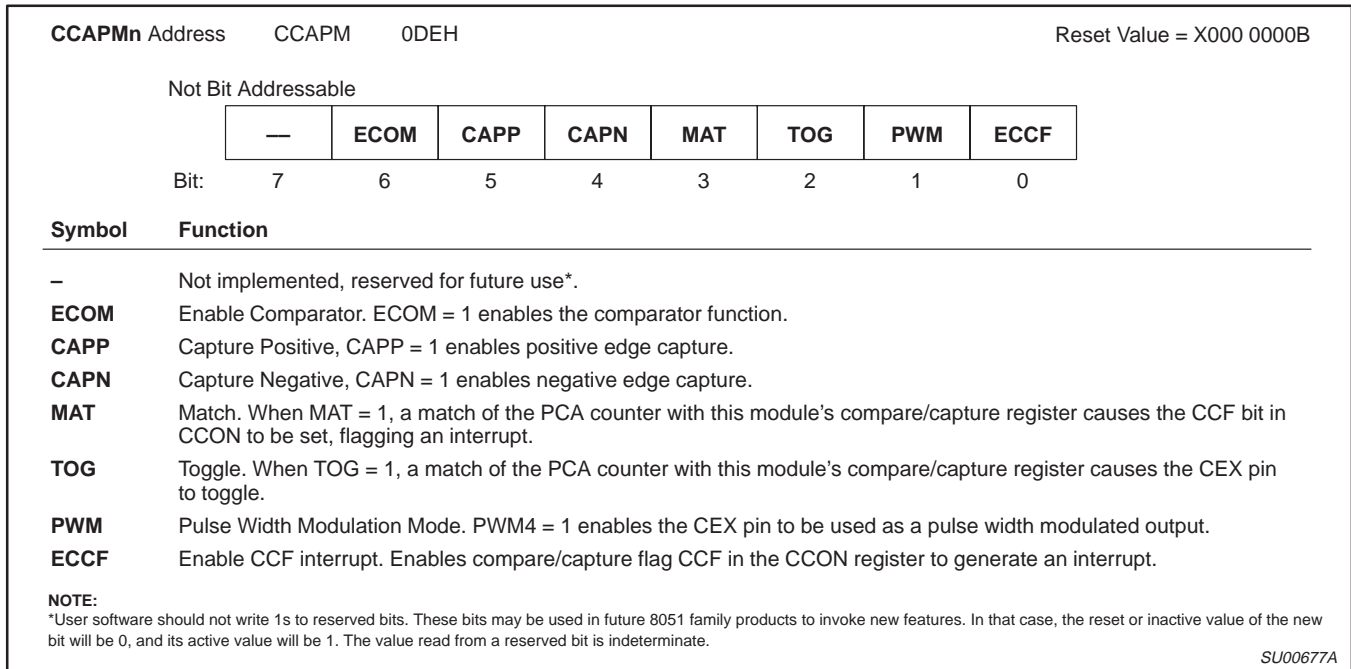 CCAPMn Address CCAPM 0DEH Reset Value = X000 0000B
Not Bit Addressable
— ECOM CAPP CAPN MAT TOG PWM ECCF
Bit: 7 6 5 4 3 2 1 0
Symbol Function
– Not implemented, reserved for future use*.
ECOM Enable Comparator. ECOM = 1 enables the comparator function.
CAPP Capture Positive, CAPP = 1 enables positive edge capture.
CAPN Capture Negative, CAPN = 1 enables negative edge capture.
MAT Match. When MAT = 1, a match of the PCA counter with this module's compare/capture register causes the CCF bit in
CCON to be set, flagging an interrupt.
TOG Toggle. When TOG = 1, a match of the PCA counter with this module's compare/capture register causes the CEX pin
to toggle.
PWM Pulse Width Modulation Mode. PWM4 = 1 enables the CEX pin to be used as a pulse width modulated output.
ECCF Enable CCF interrupt. Enables compare/capture flag CCF in the CCON register to generate an interrupt.
NOTE:
*User software should not write 1s to reserved bits. These bits may be used in future 8051 family products to invoke new features. In that case, the reset or inactive value of the new
bit will be 0, and its active value will be 1. The value read from a reserved bit is indeterminate.
SU00677A